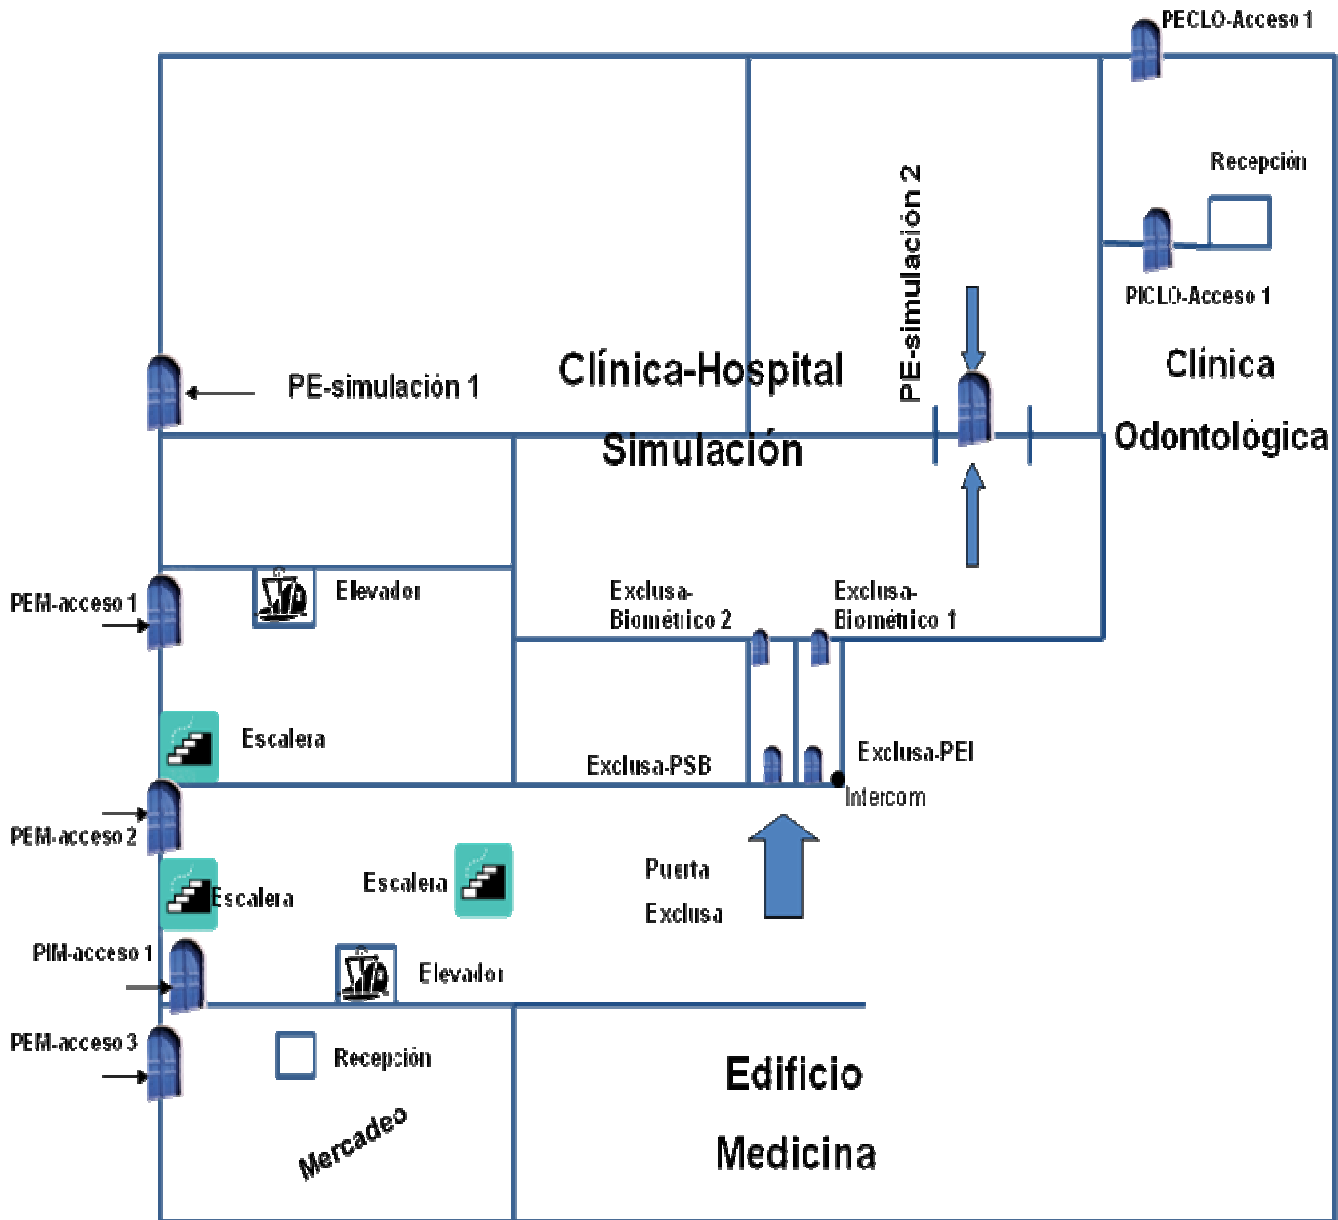 PECLO-Acceso 1
Recepción
PE-simulación 2
PICLO-Acceso 1
Clínica-Hospital
Simulación
Clínica
Odontológica
PE-simulación 1
PEM-acceso 1
Elevador
Exclusa-
Biométrico 2
Exclusa-
Biométrico 1
Escalera
Exclusa-PSB
Exclusa-PEI
Intercom
PEM-acceso 2
Escalera
Escalera
Puerta
Exclusa
PIM-acceso 1
Elevador
PEM-acceso 3
Recepción
Mercadeo
Edificio
Medicina